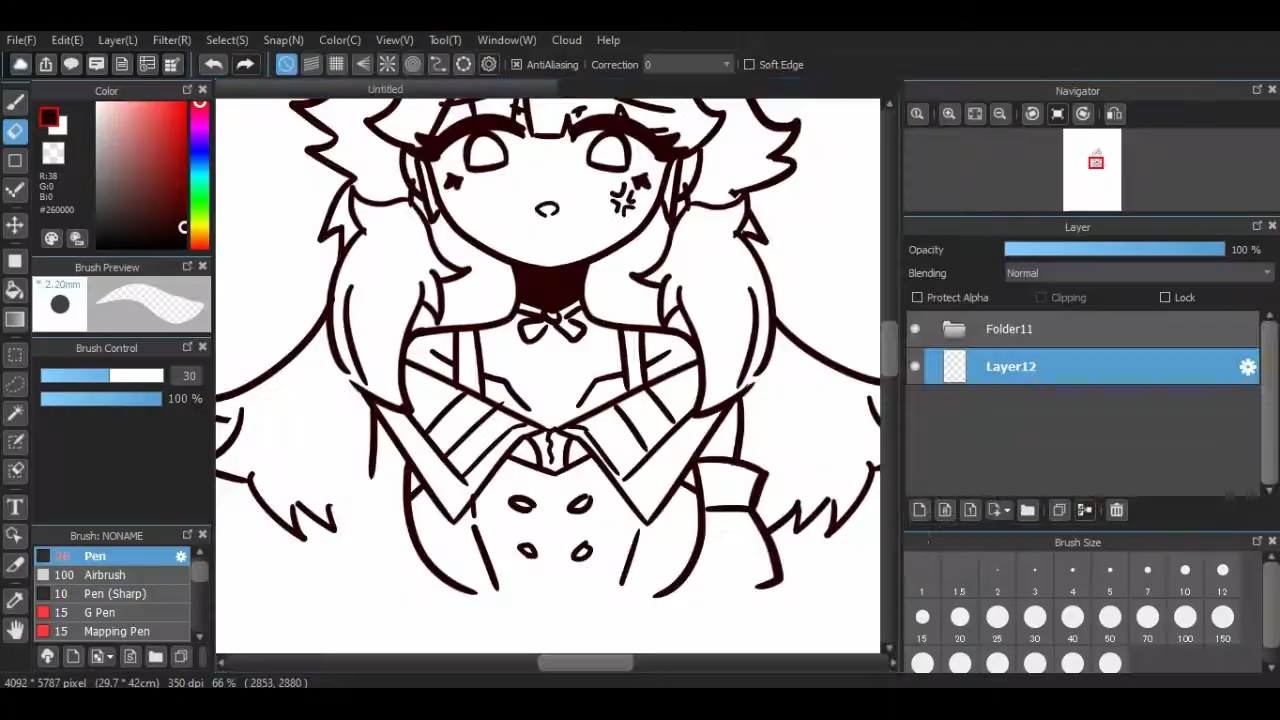 File(F) Edit(E) Layer(L) Filter(R) Select(S) Snap(N) Color(C) View(V) Tool(T) Window(W) Cloud Help
AntiAliasing Correction 0 Soft Edge
Color
Untitled
Navigator
R:38
G:0
B:0
#260000
Layer
Opacity 100 %
Brush Preview
Blending Normal
* 2.20mm
Protect Alpha Clipping Lock
Folder11
Brush Control
Layer12
30
100 %
Brush: NONAME
Brush Size
Pen
100 Airbrush
10 Pen (Sharp)
15 G Pen
15 Mapping Pen
1 1.5 2 3 4 5 7 10 12
15 20 25 30 40 50 70 100 150
4092 * 5787 pixel (29.7 * 42cm) 350 dpi 66 % ( 2853, 2880 )